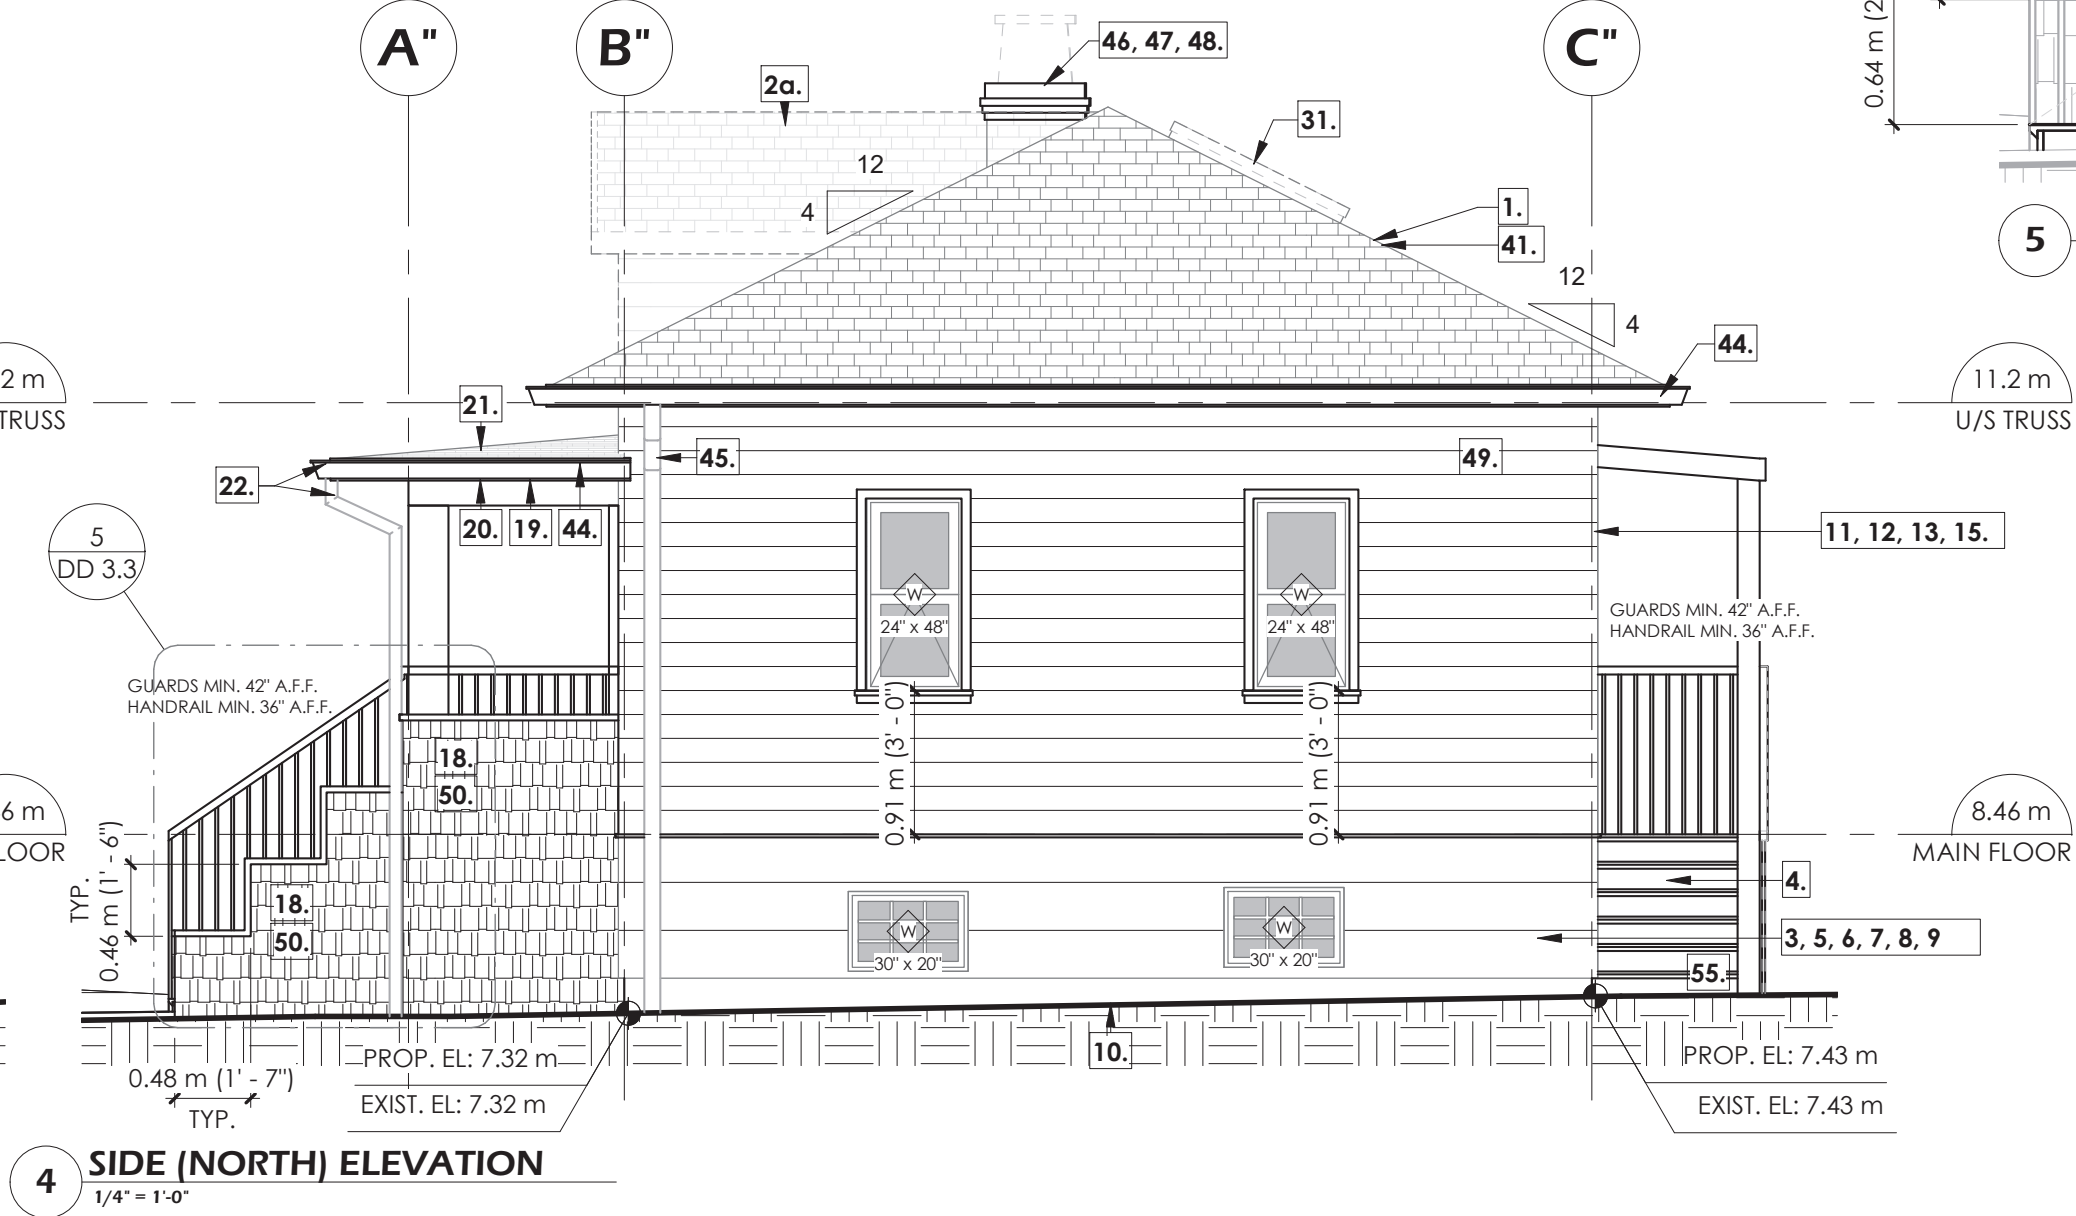 A"
B"
C"
46, 47, 48.
2a.
31.
12
4
1.
41.
12
4
44.
0.64 m (2
5
2 m
TRUSS
11.2 m
U/S TRUSS
21.
22.
20.
19.
44.
45.
49.
5
DD 3.3
11, 12, 13, 15.
W
24" x 48"
W
24" x 48"
GUARDS MIN. 42" A.F.F.
HANDRAIL MIN. 36" A.F.F.
GUARDS MIN. 42" A.F.F.
HANDRAIL MIN. 36" A.F.F.
0.91 m (3' - 0")
0.91 m (3' - 0")
18.
50.
6 m
LOOR
8.46 m
MAIN FLOOR
TYP.
0.46 m (1' - 6")
18.
50.
W
30" x 20"
W
30" x 20"
4.
3, 5, 6, 7, 8, 9
55.
10.
PROP. EL: 7.32 m
EXIST. EL: 7.32 m
PROP. EL: 7.43 m
EXIST. EL: 7.43 m
0.48 m (1' - 7")
TYP.
4
SIDE (NORTH) ELEVATION
1/4" = 1'-0"